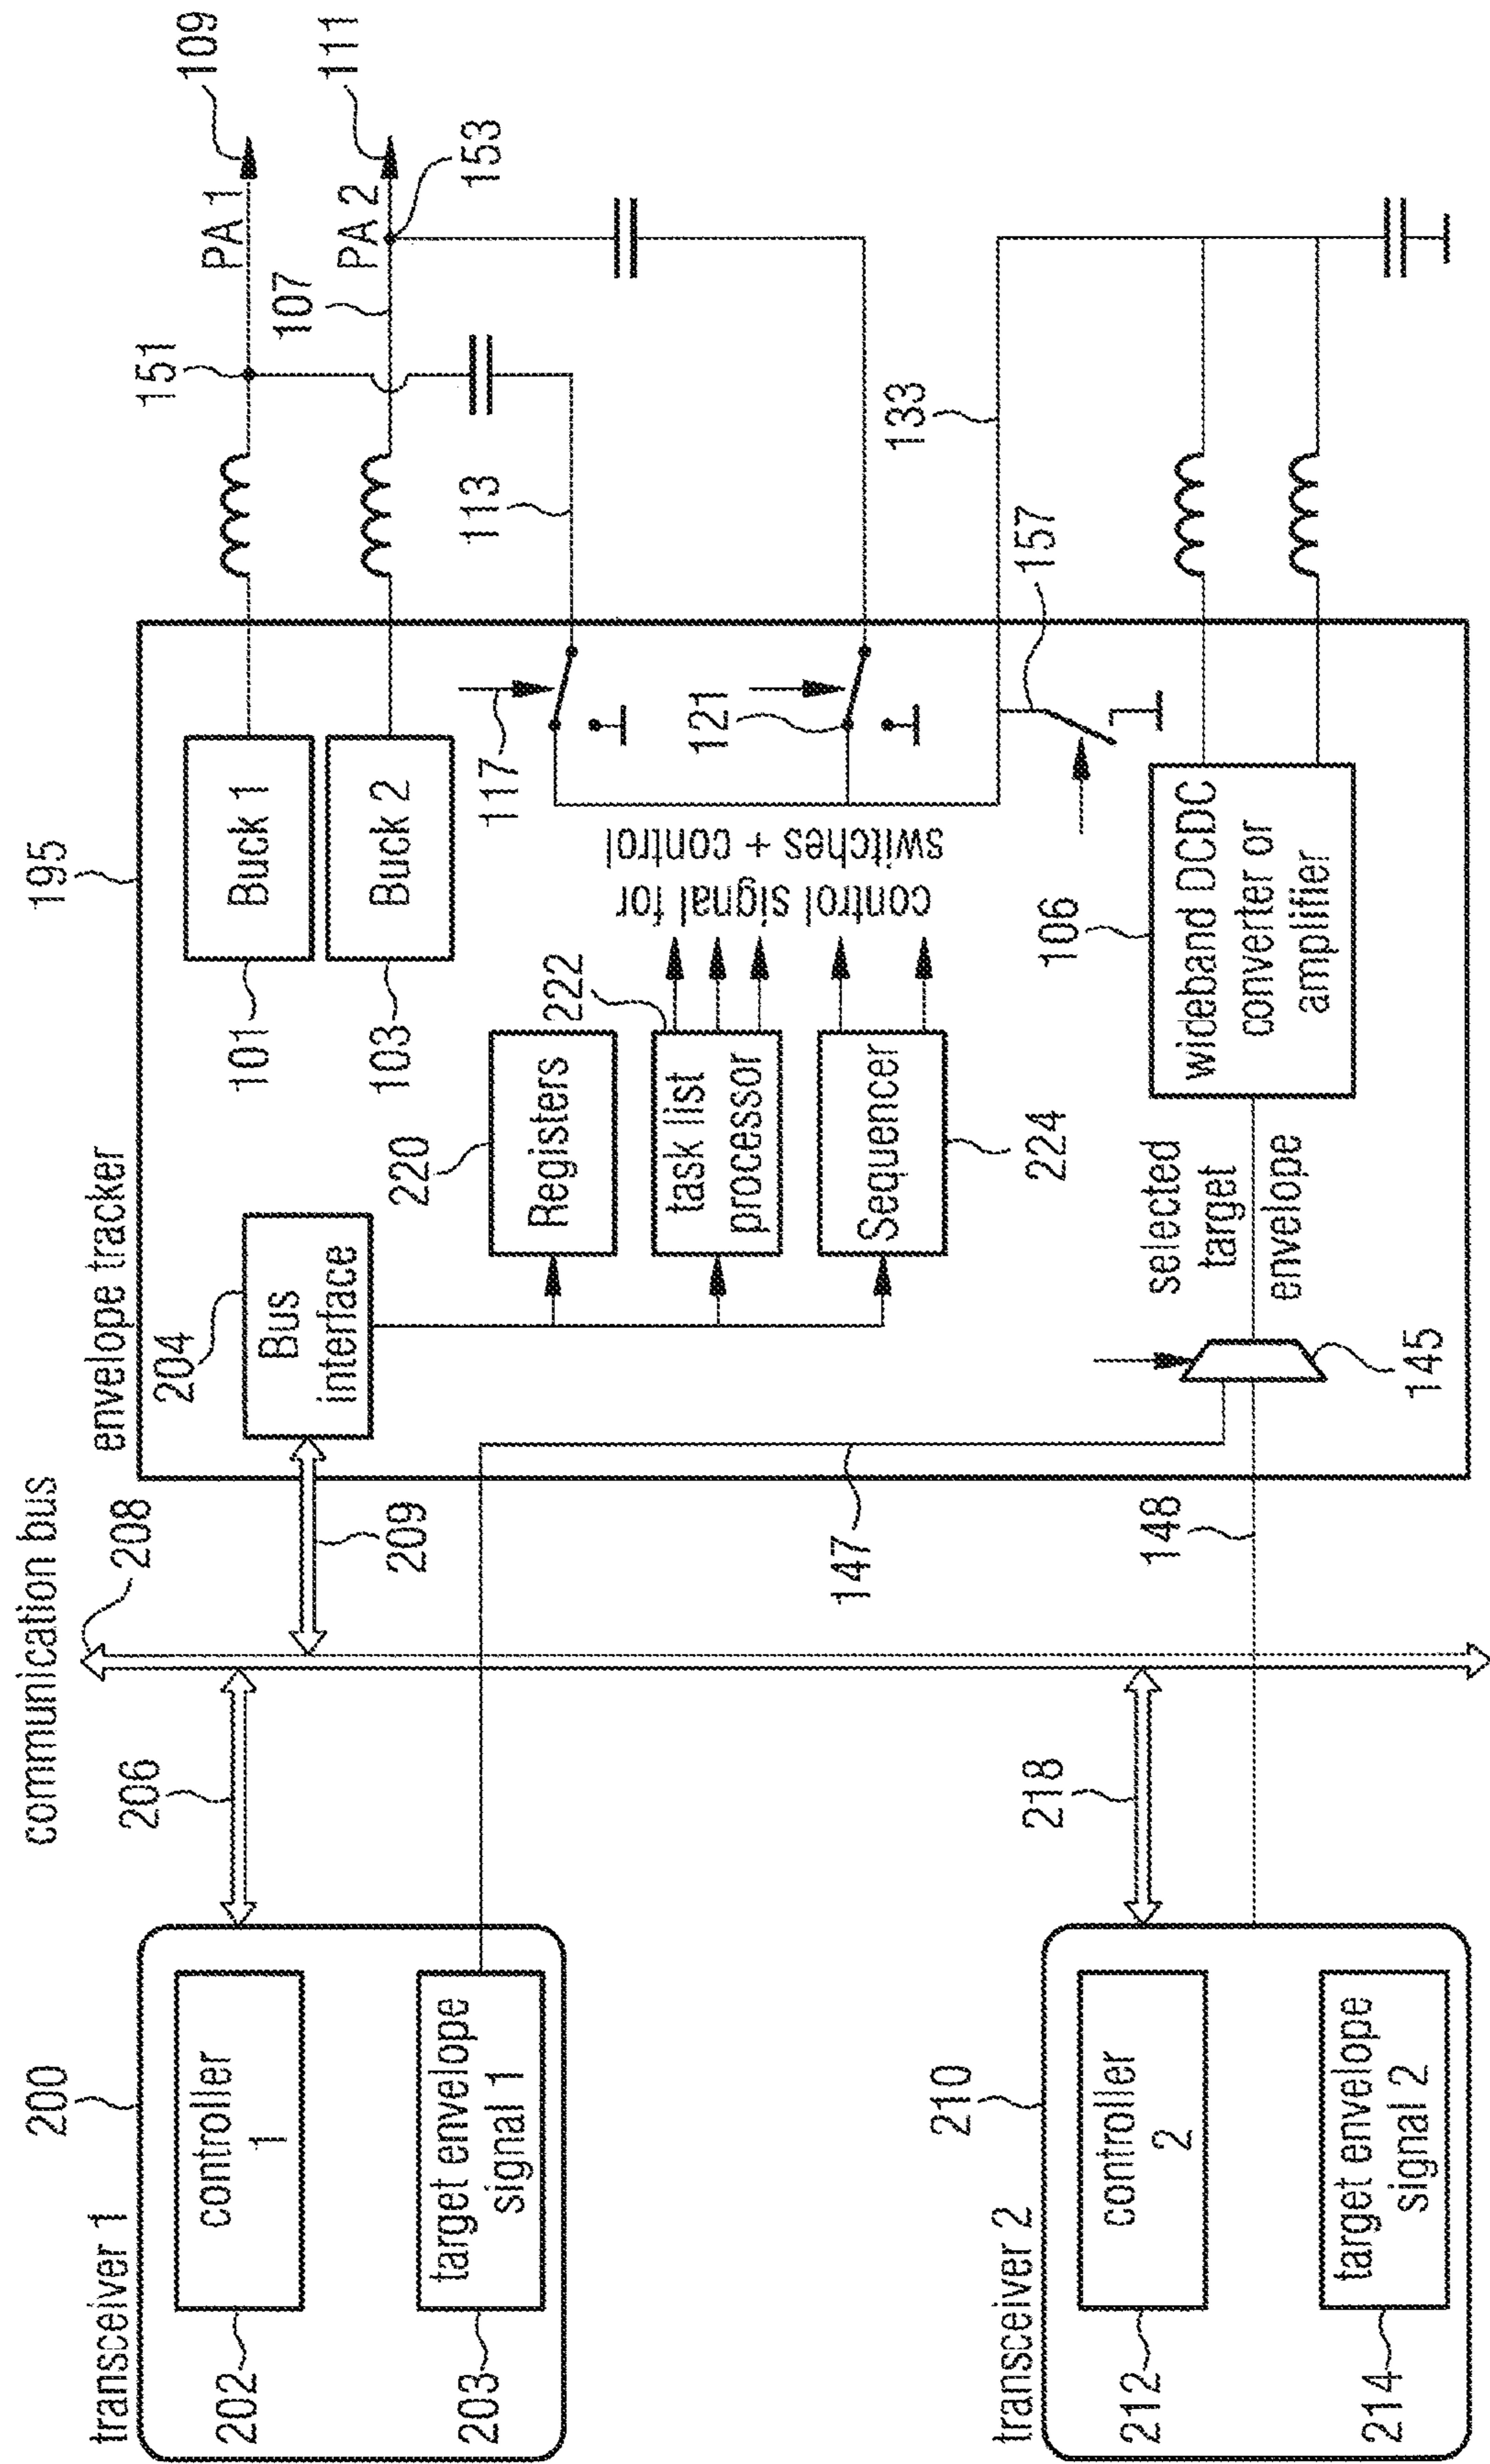 communication bus
208
transceiver 1
200
202
controller
1
203
target envelope
signal 1
206
209
envelope tracker
195
204
Bus
interface
220
Registers
222
task list
processor
Sequencer
224
control signal for
switches + control
101
Buck 1
103
Buck 2
117
121
151
PA 1
109
107
PA 2
111
153
113
133
157
147
148
145
selected
target
envelope
106
wideband DCDC
converter or
amplifier
transceiver 2
210
212
controller
2
214
target envelope
signal 2
218